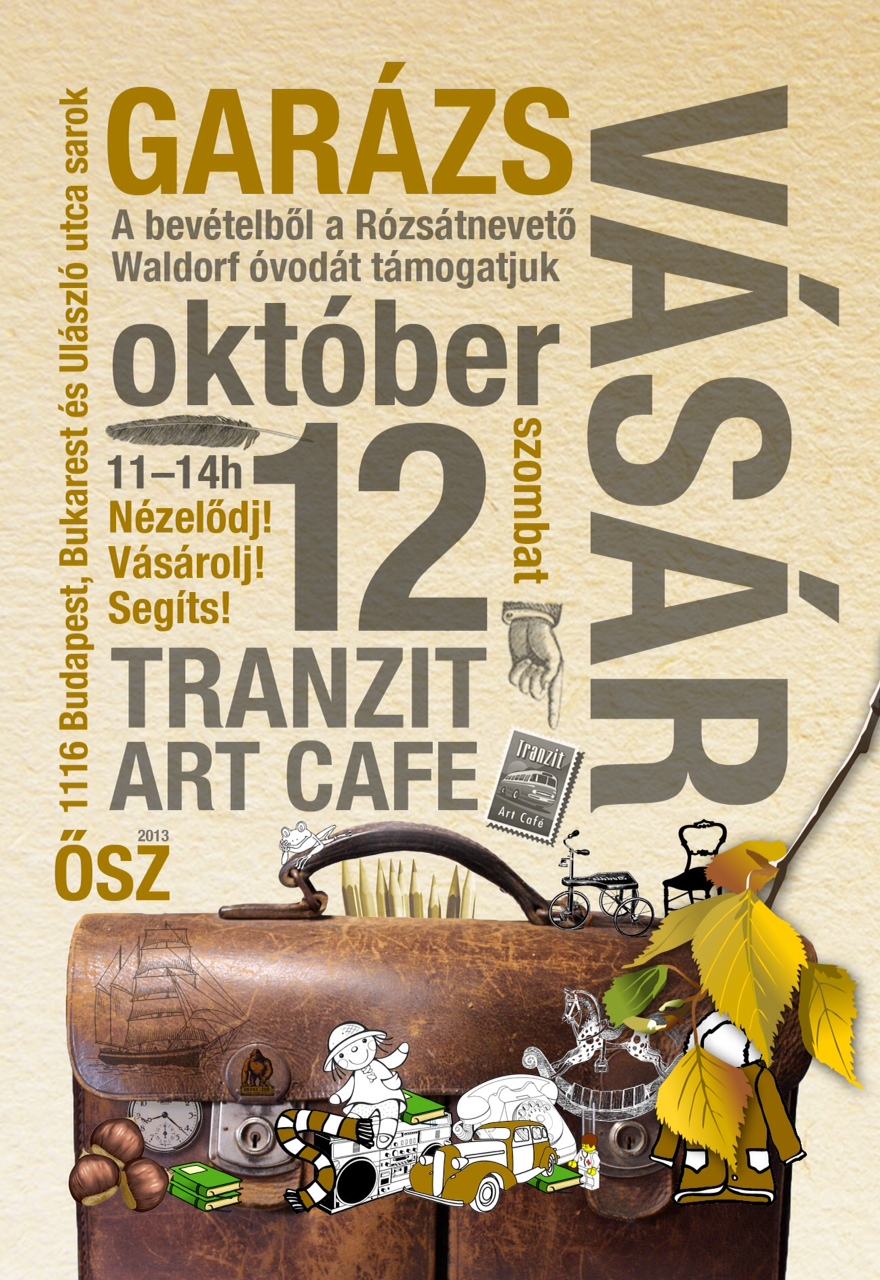 GARÁZS
VÁSÁR
A bevételből a Rózsátnevető
Waldorf óvodát támogatjuk
október
12
szombat
11–14h
Nézelődj!
Vásárolj!
Segíts!
TRANZIT
ART CAFE
1116 Budapest, Bukarest és Ulászló utca sarok
Tranzit
Art Café
2013
ŐSZ